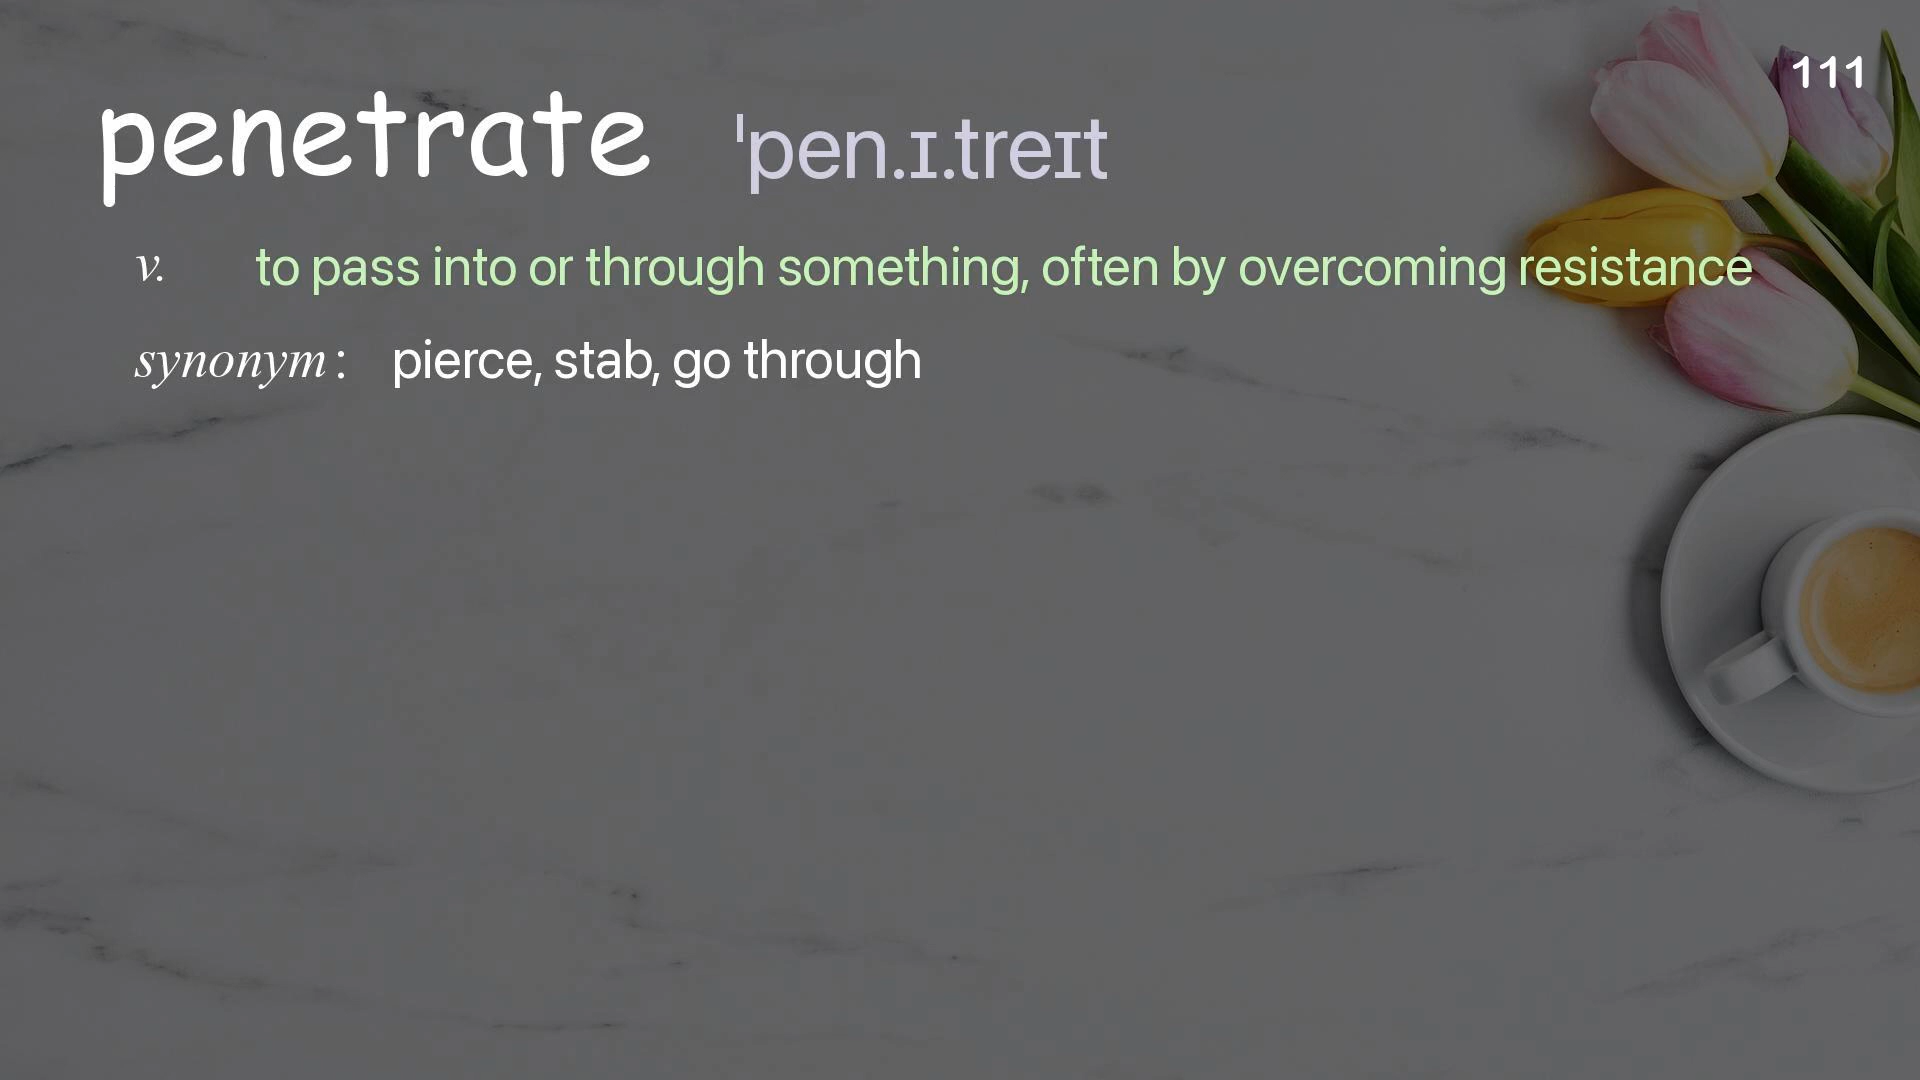 111
penetrate ˈpen.ɪ.treɪt
v. to pass into or through something, often by overcoming resistance
synonym: pierce, stab, go through